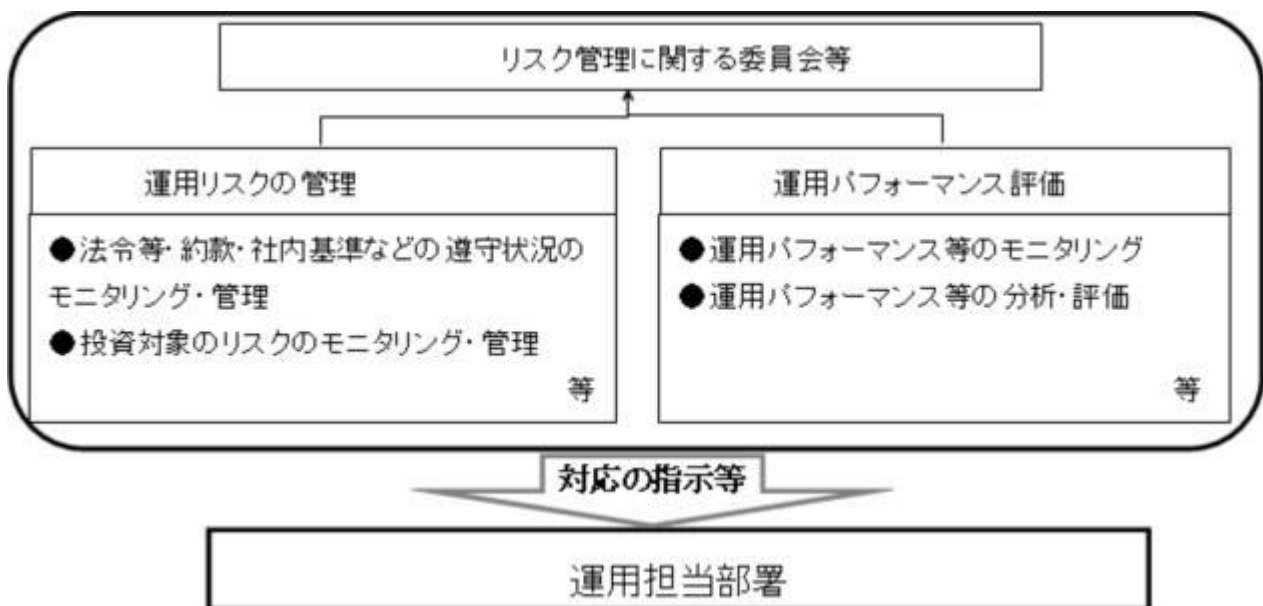 リスク管理に関する委員会等
運用リスクの管理
●法令等・約款・社内基準などの遵守状況の
モニタリング・管理
●投資対象のリスクのモニタリング・管理
等
運用パフォーマンス評価
●運用パフォーマンス等のモニタリング
●運用パフォーマンス等の分析・評価
等
対応の指示等
運用担当部署